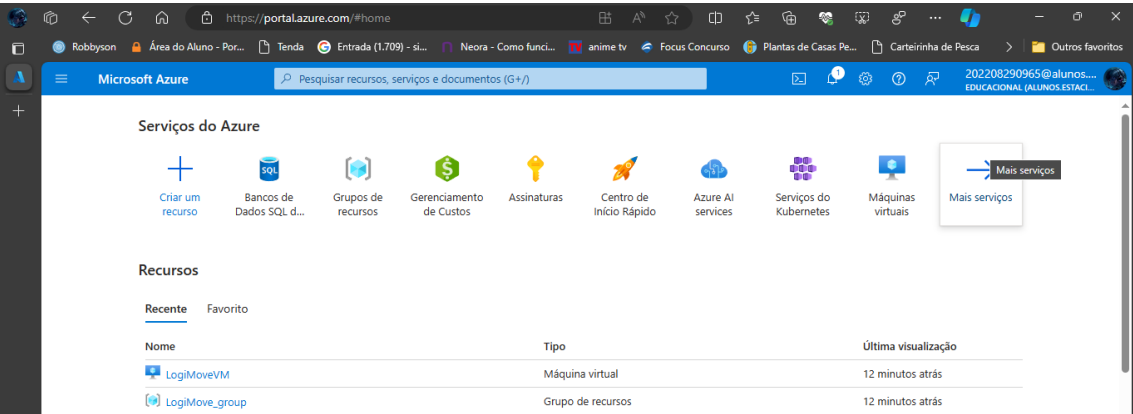 https://portal.azure.com/#home
Robbyson
Área do Aluno - Por...
Tenda
Entrada (1.709) - si...
Neora - Como funci...
anime tv
Focus Concurso
Plantas de Casas Pe...
Carteirinha de Pesca
Outros favoritos
Microsoft Azure
Pesquisar recursos, serviços e documentos (G+/)
1
202208290965@alunos....
EDUCACIONAL (ALUNOS.ESTACI...
Serviços do Azure
Criar um
recurso
SQL
Bancos de
Dados SQL d...
Grupos de
recursos
Gerenciamento
de Custos
Assinaturas
Centro de
Início Rápido
Azure AI
services
Serviços do
Kubernetes
Máquinas
virtuais
Mais serviços
Mais serviços
Recursos
Recente
Favorito
Nome
Tipo
Última visualização
LogiMoveVM
Máquina virtual
12 minutos atrás
LogiMove_group
Grupo de recursos
12 minutos atrás